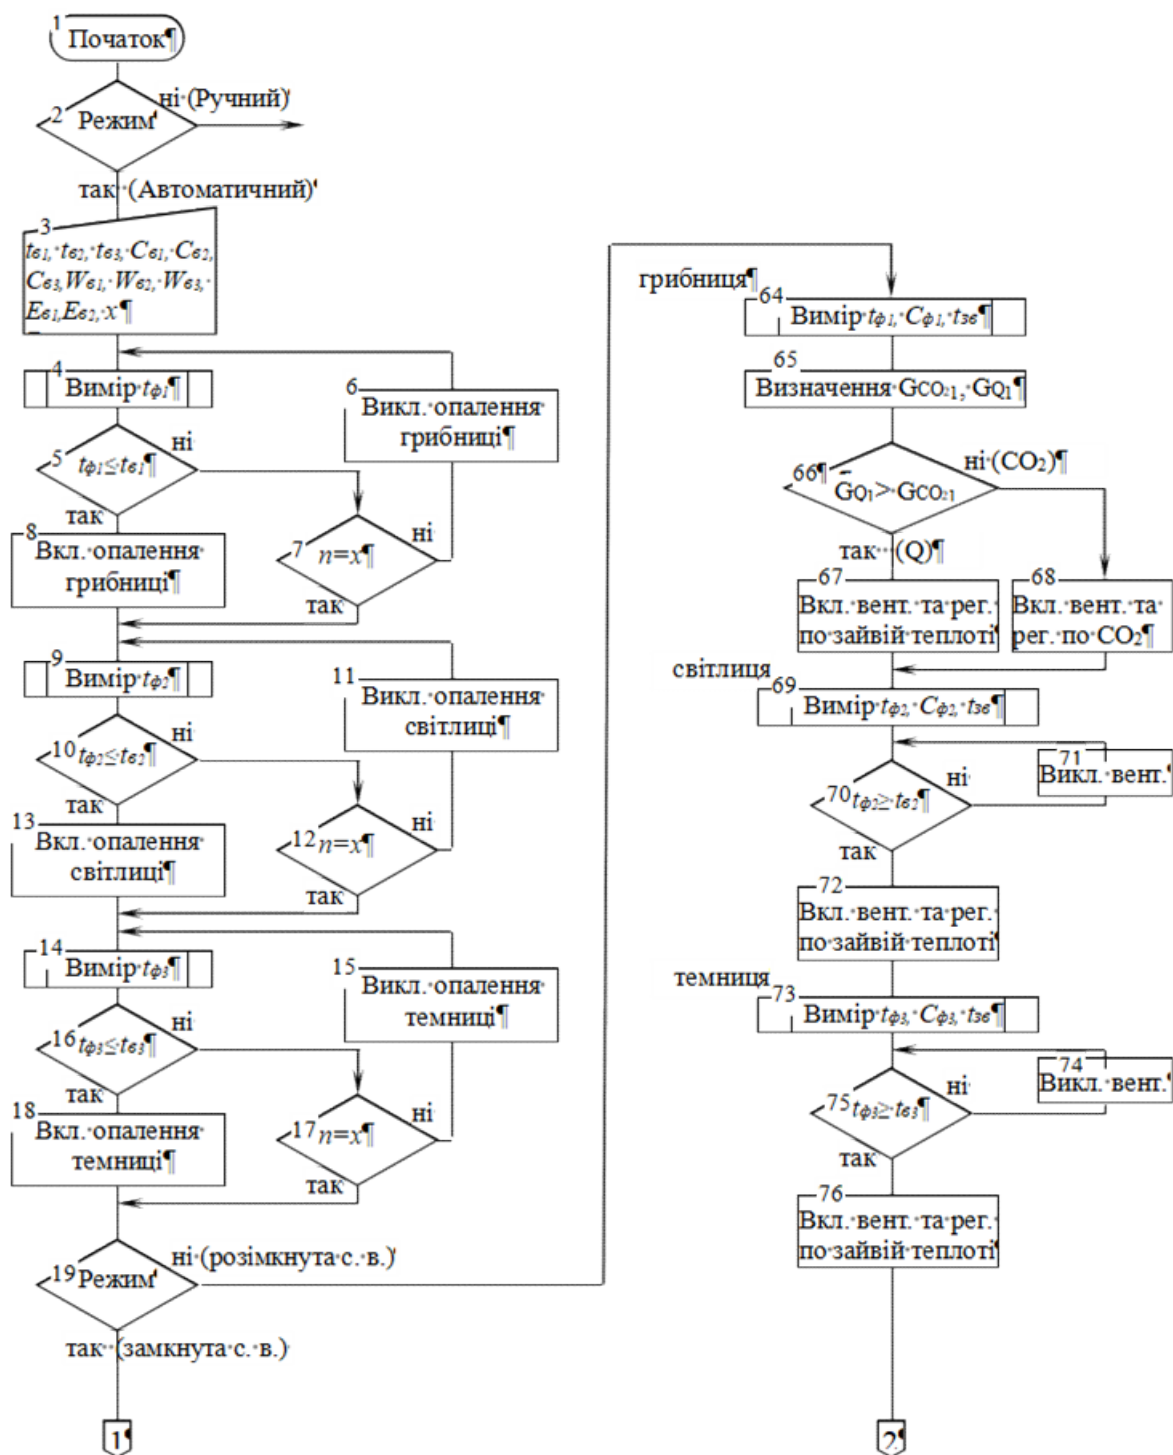 1
Початок¶
2
Режим
ні (Ручний)
так (Автоматичний)
3
tв1, tв2, tв3, Cв1, Cв2,
Cв3, Wв1, Wв2, Wв3,
Eв1, Eв2, x¶
4
Вимір tф1¶
5
tф1≤ tв1¶
ні
так
6
Викл. опалення
грибниці¶
7
n=x¶
ні
так
8
Вкл. опалення
грибниці¶
9
Вимір tф2¶
10
tф2≤ tв2¶
ні
так
11
Викл. опалення
світлиці¶
12
n=x¶
ні
так
13
Вкл. опалення
світлиці¶
14
Вимір tф3¶
15
Викл. опалення
темниці¶
16
tф3≤ tв3¶
ні
так
17
n=x¶
ні
так
18
Вкл. опалення
темниці¶
19
Режим
ні (розімкнута с. в.)
так (замкнута с. в.)
1
грибниця¶
64
Вимір tф1, Cф1, tзв¶
65
Визначення GCO21, GQ1¶
66¶
GQ1> GCO21
ні (CO2)¶
так (Q)¶
67
Вкл. вент. та рег.
по зайвій теплоті
68
Вкл. вент. та
рег. по CO2¶
світлиця
69
Вимір tф2, Cф2, tзв¶
70
tф2≥ tв2¶
ні
так
71
Викл. вент.
72
Вкл. вент. та рег.
по зайвій теплоті
темниця
73
Вимір tф3, Cф3, tзв¶
74
Викл. вент.
75
tф3≥ tв3¶
ні
так
76
Вкл. вент. та рег.
по зайвій теплоті
2